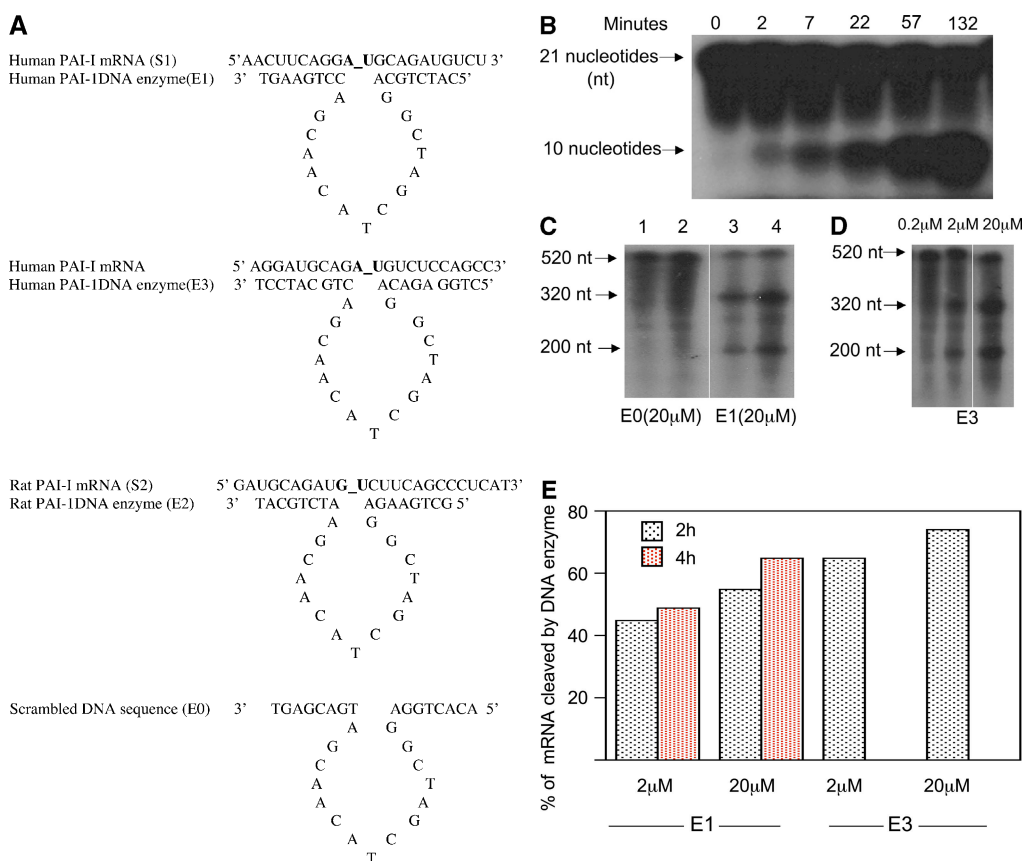 A
Human PAI-I mRNA (S1) 5'AACUUCAGGA_UGCAGAUGUCU 3'
Human PAI-1DNA enzyme(E1) 3' TGAAGTCC ACGTCTAC5'
A G
G G
C C
A T
A A
C G
A C
T
Human PAI-I mRNA 5' AGGAUGCAGA_UGUCUCCAGCC3'
Human PAI-1DNA enzyme(E3) 3' TCCTAC GTC ACAGA GGTC5'
A G
G G
C C
A T
A A
C G
A C
T
Rat PAI-I mRNA (S2) 5' GAUGCAGAUG_UCUUCAGCCCUCAT3'
Rat PAI-1DNA enzyme (E2) 3' TACGTCTA AGAAGTCG 5'
A G
G G
C C
A T
A A
C G
A C
T
Scrambled DNA sequence (E0) 3' TGAGCAGT AGGTCACA 5'
A G
G G
C C
A T
A A
C G
A C
T
B
Minutes 0 2 7 22 57 132
21 nucleotides
(nt)
10 nucleotides
C
1 2 3 4
520 nt
320 nt
200 nt
E0(20µM) E1(20µM)
D
0.2µM 2µM 20µM
520 nt
320 nt
200 nt
E3
E
% of mRNA cleaved by DNA enzyme
80
60
40
20
2h
4h
2µM 20µM 2µM 20µM
E1 E3